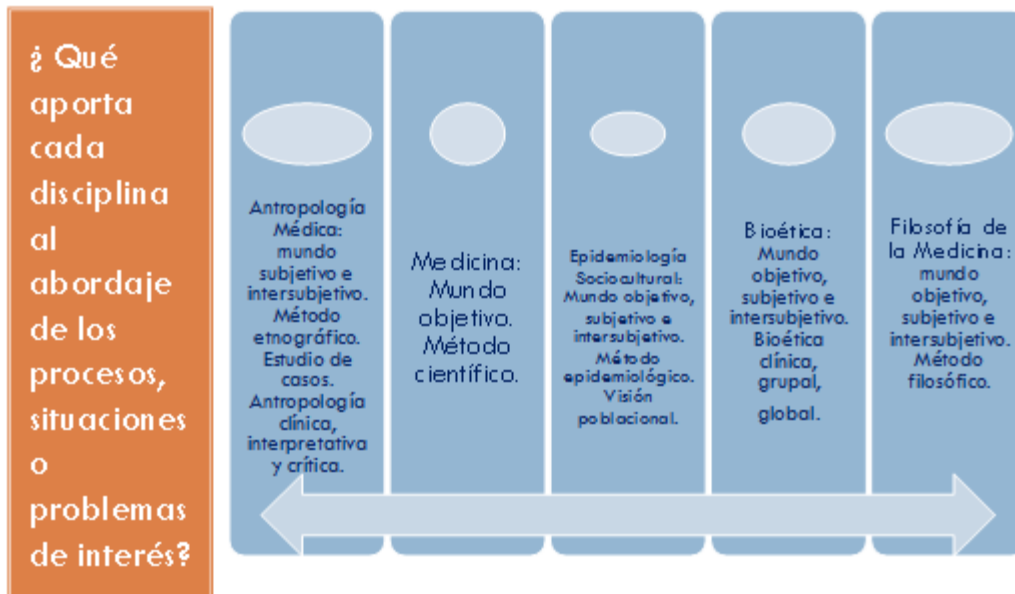 ¿ Qué
aporta
cada
disciplina
al
abordaje
de los
procesos,
situaciones
o
problemas
de interés?
Antropología
Médica:
mundo
subjetivo e
intersubjetivo.
Método
etnográfico.
Estudio de
casos.
Antropología
clínica,
interpretativa
y crítica.
Medicina:
Mundo
objetivo.
Método
científico.
Epidemiología
Sociocultural:
Mundo objetivo,
subjetivo e
intersubjetivo.
Método
epidemiológico.
Visión
poblacional.
Bioética:
Mundo
objetivo,
subjetivo e
intersubjetivo.
Bioética
clínica,
grupal,
global.
Filosofía de
la Medicina:
mundo
objetivo,
subjetivo e
intersubjetivo.
Método
filosófico.